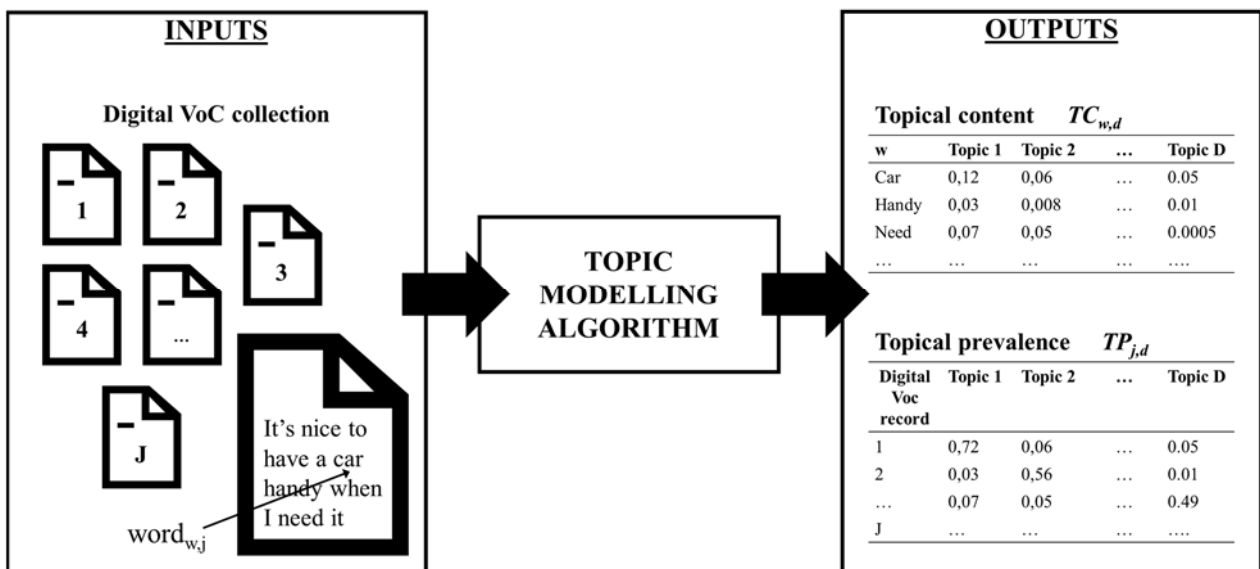 INPUTS
Digital VoC collection
1
2
3
4
...
J
It's nice to
have a car
handy when
I need it
word w,j
TOPIC
MODELLING
ALGORITHM
OUTPUTS
Topical content TC w,d
w Topic 1 Topic 2 ... Topic D
Car 0,12 0,06 ... 0.05
Handy 0,03 0,008 ... 0.01
Need 0,07 0,05 ... 0.0005
... ... ... ... ....
Topical prevalence TP j,d
Digital Topic 1 Topic 2 ... Topic D
Voc
record
1 0,72 0,06 ... 0.05
2 0,03 0,56 ... 0.01
... 0,07 0,05 ... 0.49
J ... ... ... ....